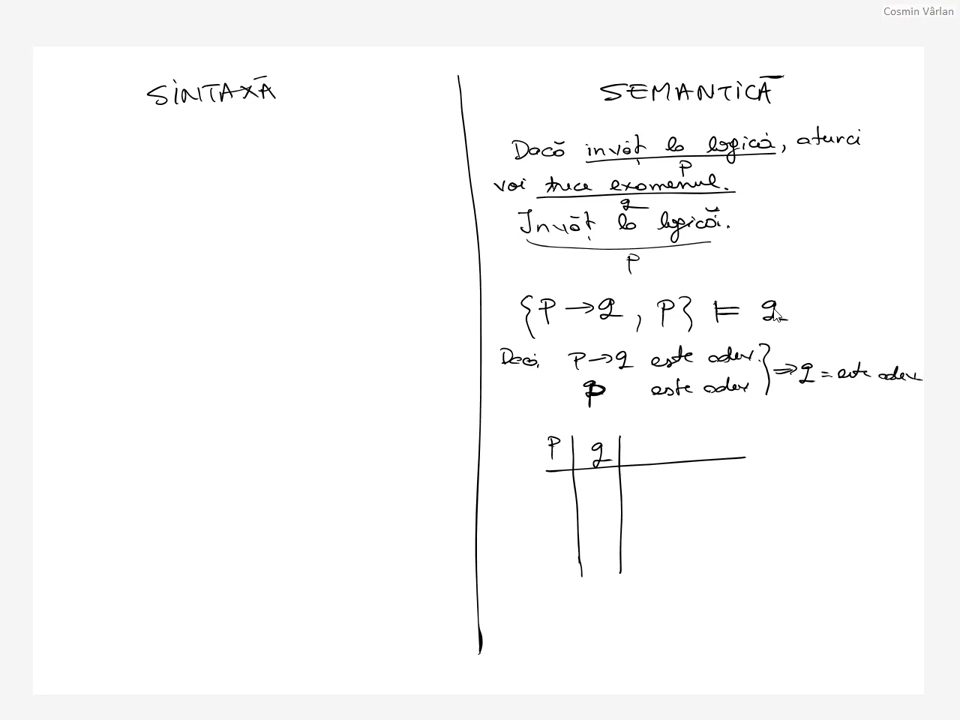 Cosmin Vârlan
SINTAXĂ
SEMANTICĂ
Dacă învăț la logică, atunci
p
voi trece examenul.
q
Învăț la logică.
p
{p → q, p} ⊨ q
Dacă p → q este adev. } ⇒ q = este adev
p este adev
p | q |